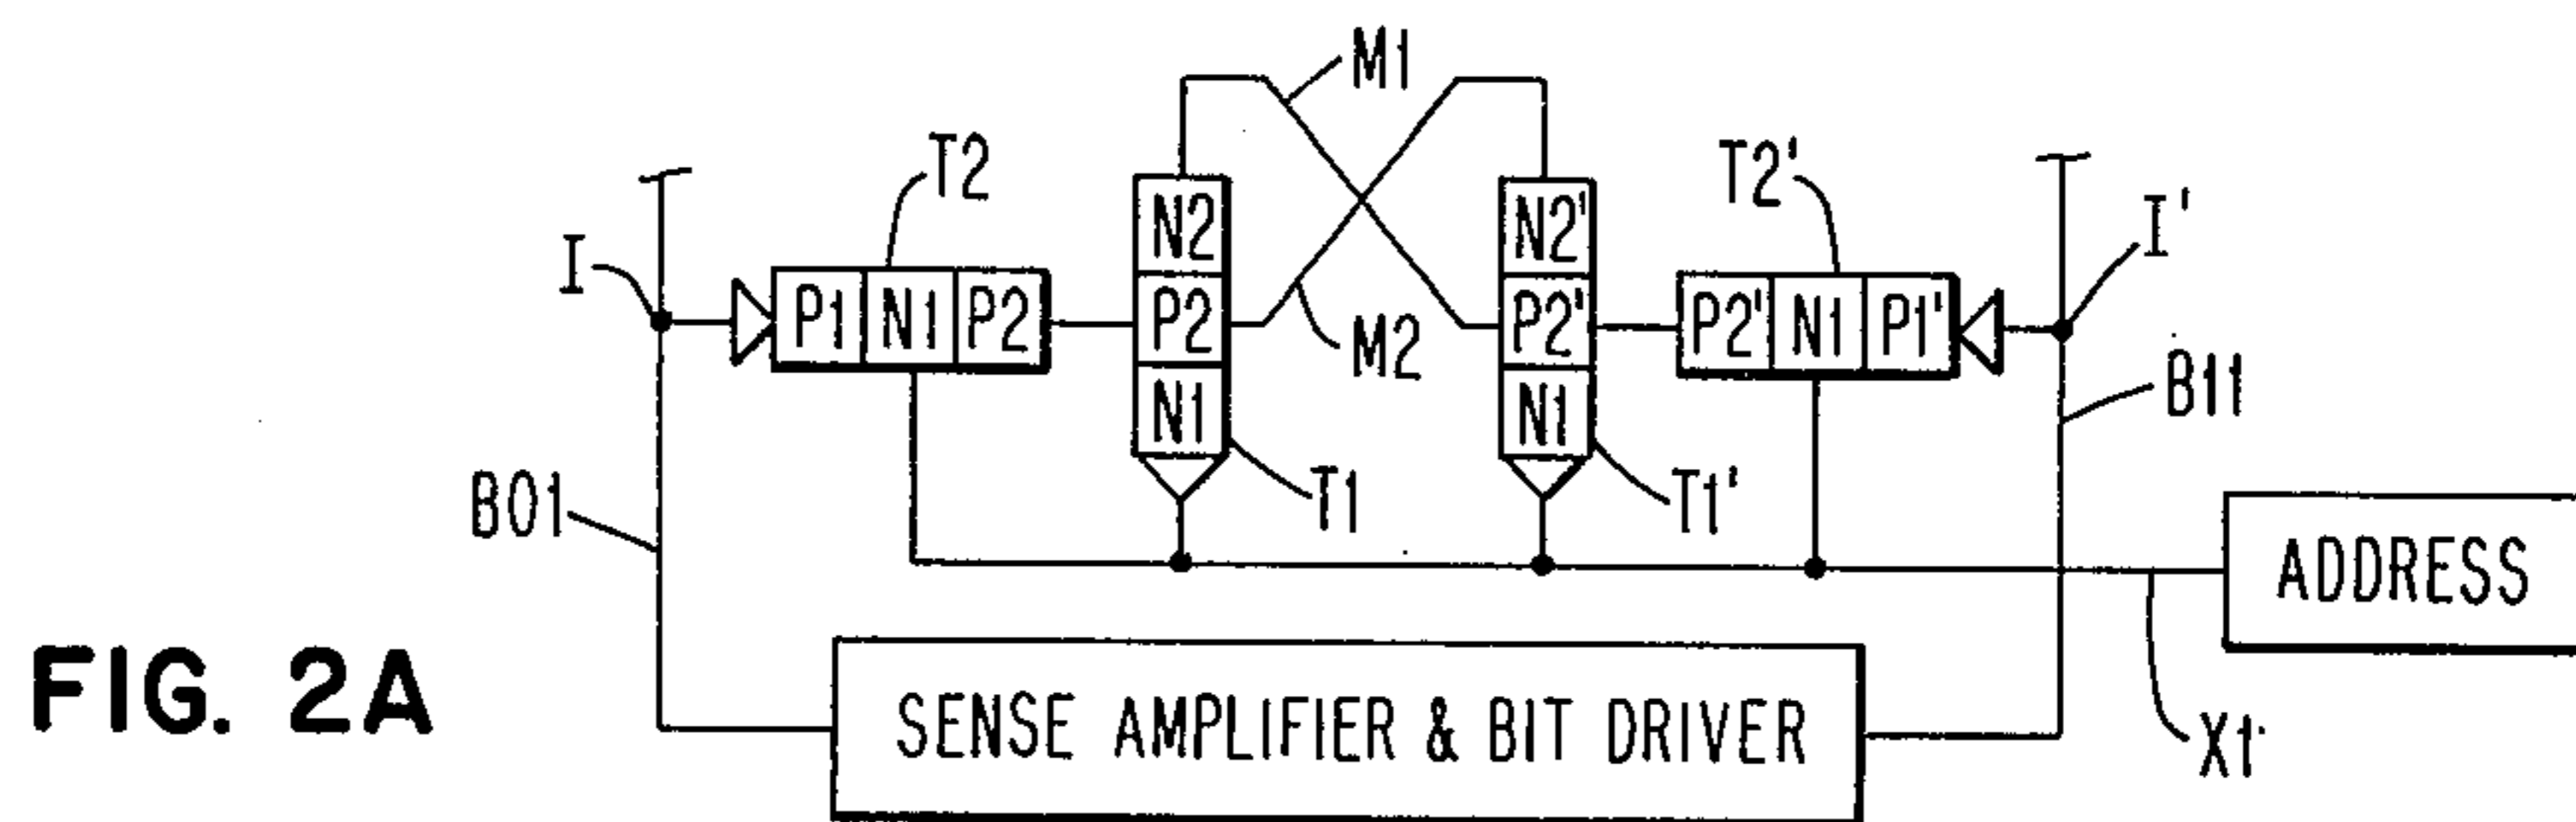 M1
T2
N2
N2'
T2'
I'
I
P1 N1 P2
P2
P2'
P2' N1 P1'
M2
N1
N1
B11
B01
T1
T1'
ADDRESS
FIG. 2A
SENSE AMPLIFIER & BIT DRIVER
X1